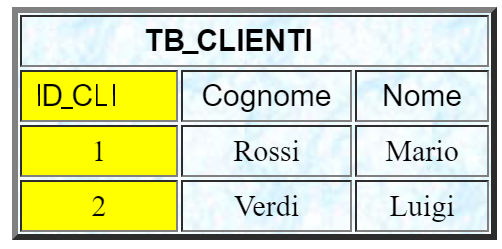 TB_CLIENTI
ID_CLI Cognome Nome
1 Rossi Mario
2 Verdi Luigi